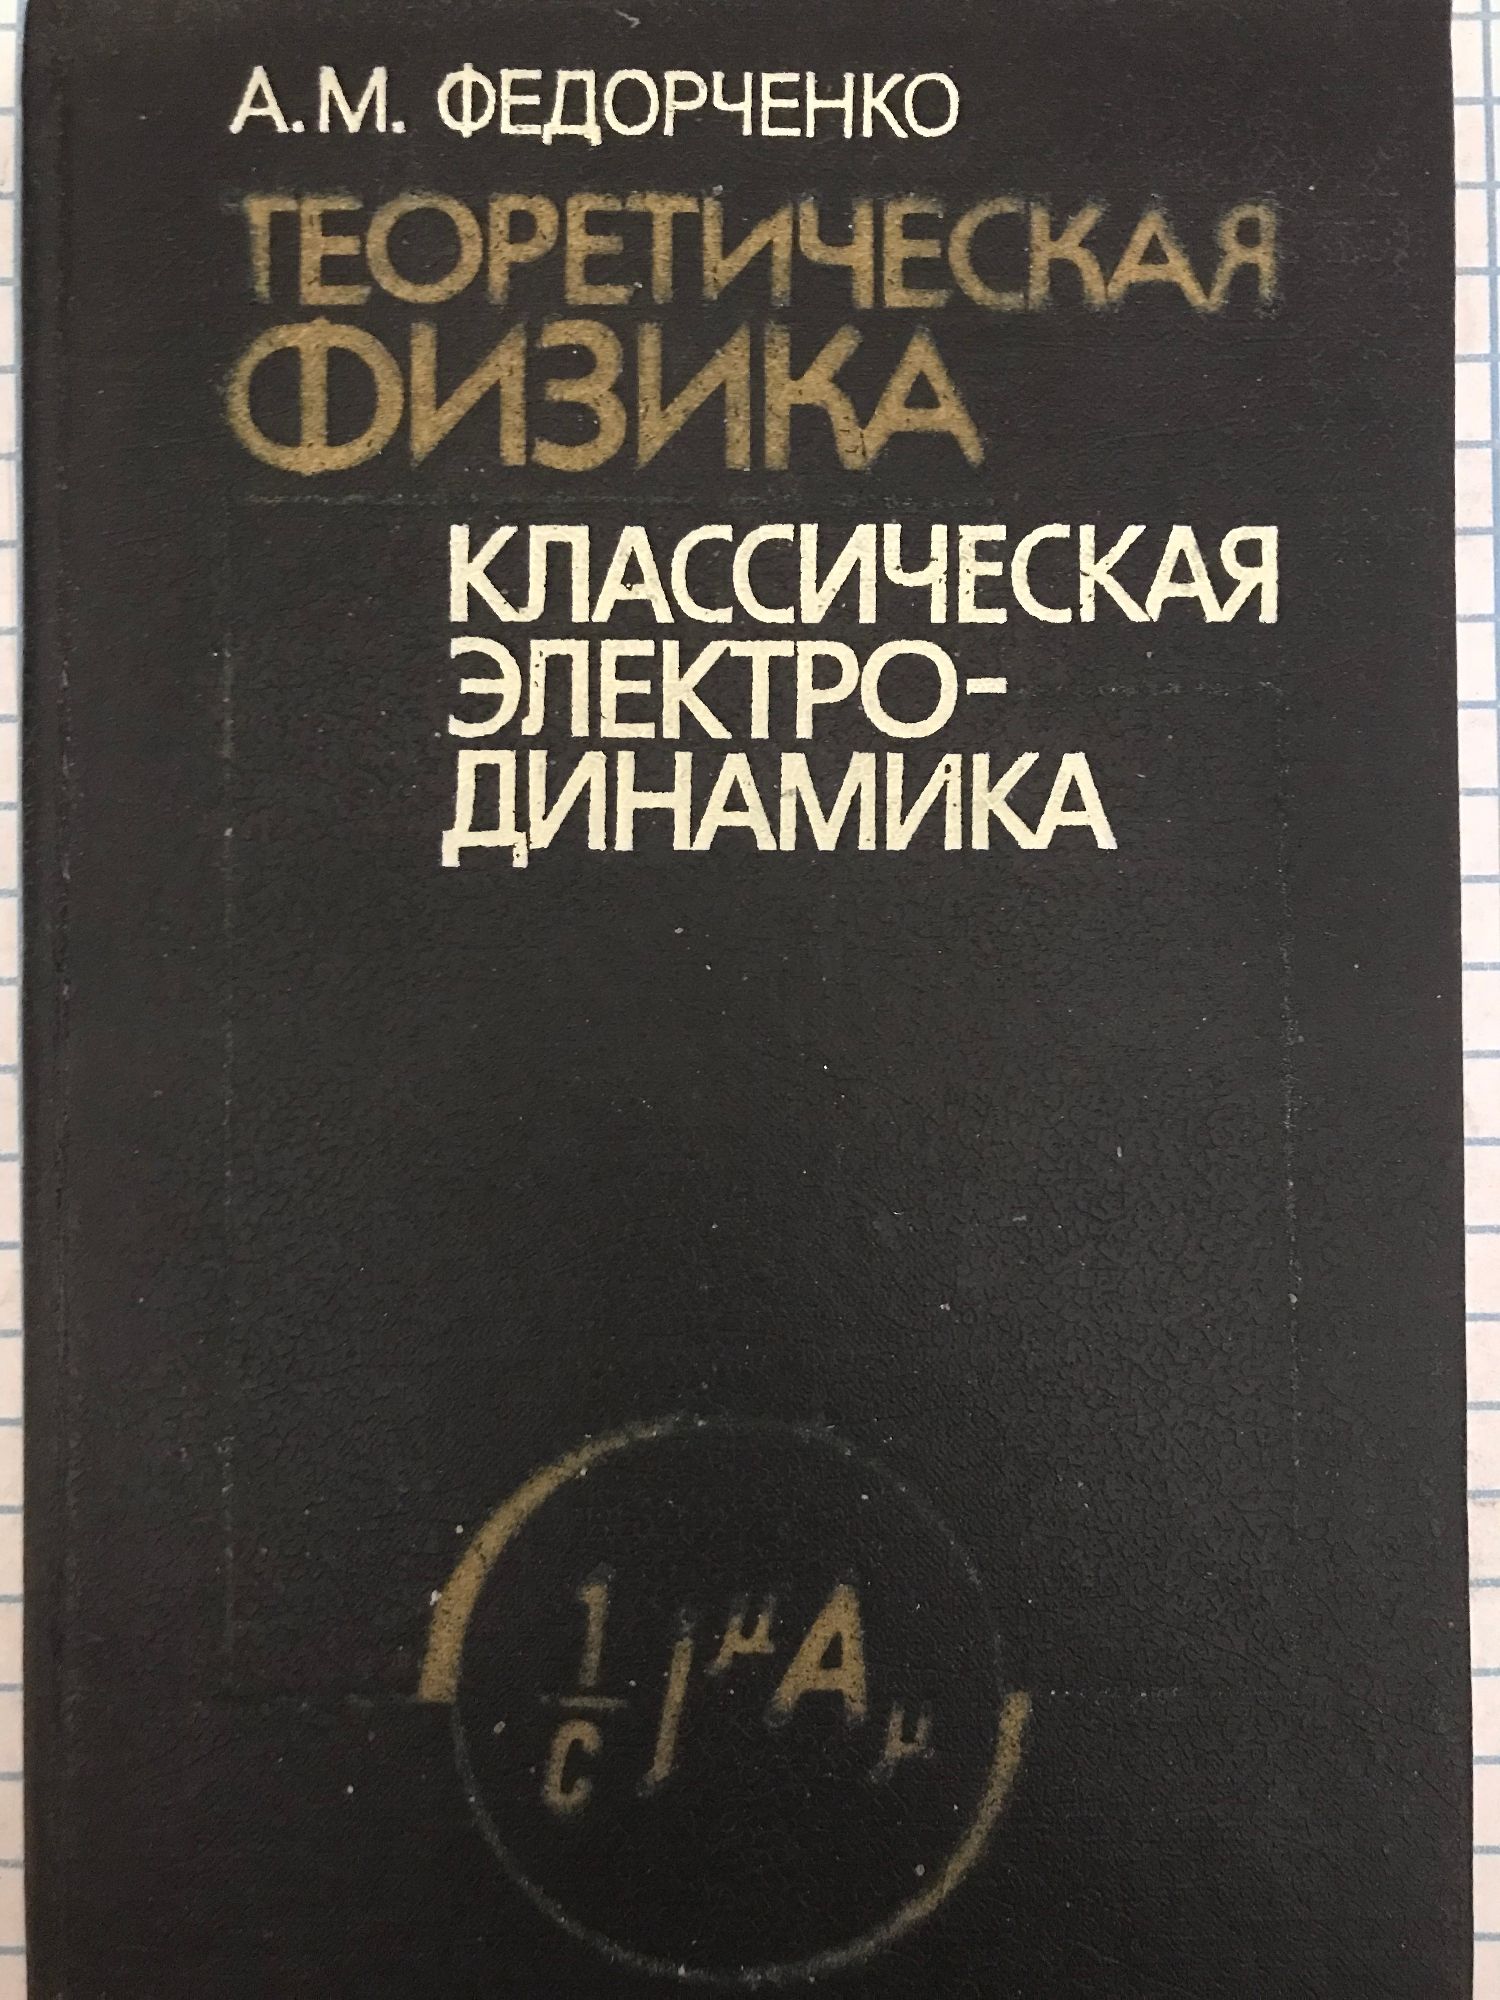 А.М. ФЕДОРЧЕНКО
ТЕОРЕТИЧЕСКАЯ
ФИЗИКА
КЛАССИЧЕСКАЯ
ЭЛЕКТРО-
ДИНАМИКА
1/c j^μ A_μ